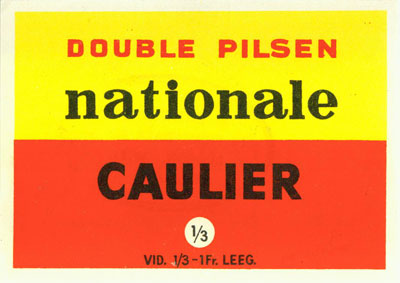 DOUBLE PILSEN
nationale
CAULIER
1/3
VID. 1/3-1Fr. LEEG.